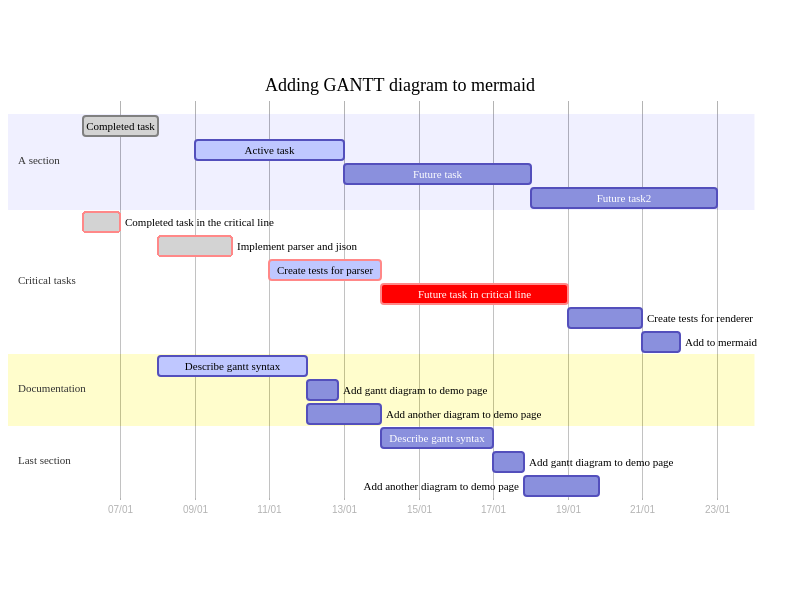 Adding GANTT diagram to mermaid
A section
Completed task
Active task
Future task
Future task2
Critical tasks
Completed task in the critical line
Implement parser and jison
Create tests for parser
Future task in critical line
Create tests for renderer
Add to mermaid
Documentation
Describe gantt syntax
Add gantt diagram to demo page
Add another diagram to demo page
Last section
Describe gantt syntax
Add gantt diagram to demo page
Add another diagram to demo page
07/01 09/01 11/01 13/01 15/01 17/01 19/01 21/01 23/01